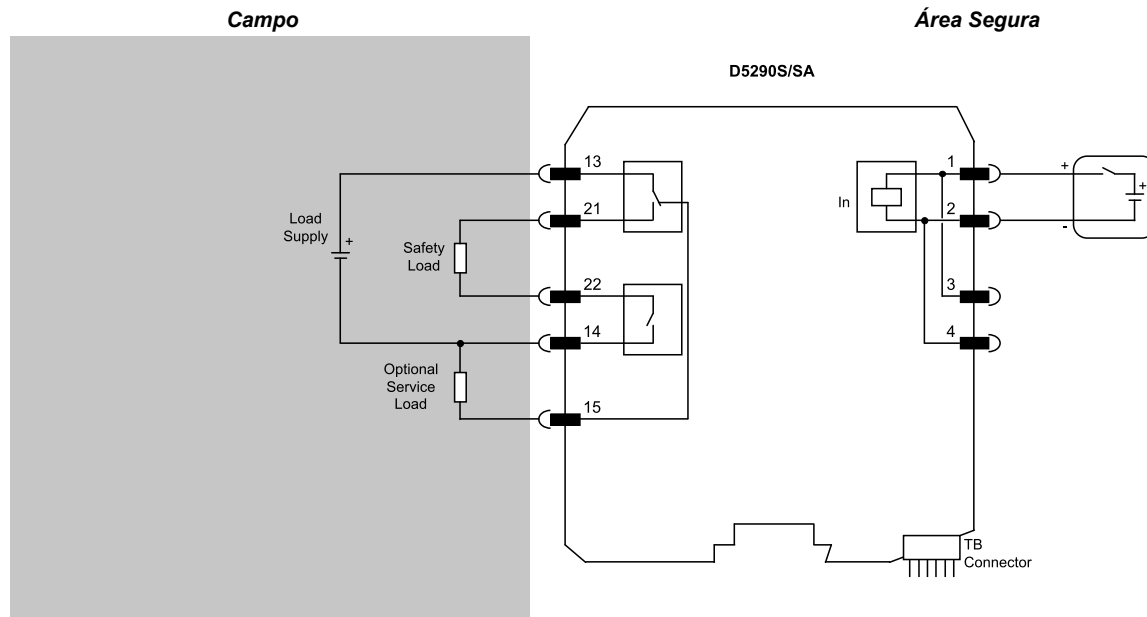 Campo
Área Segura
D5290S/SA
13
21
22
14
15
Load
Supply
+
Safety
Load
Optional
Service
Load
In
1
2
3
4
+
-
+
TB
Connector